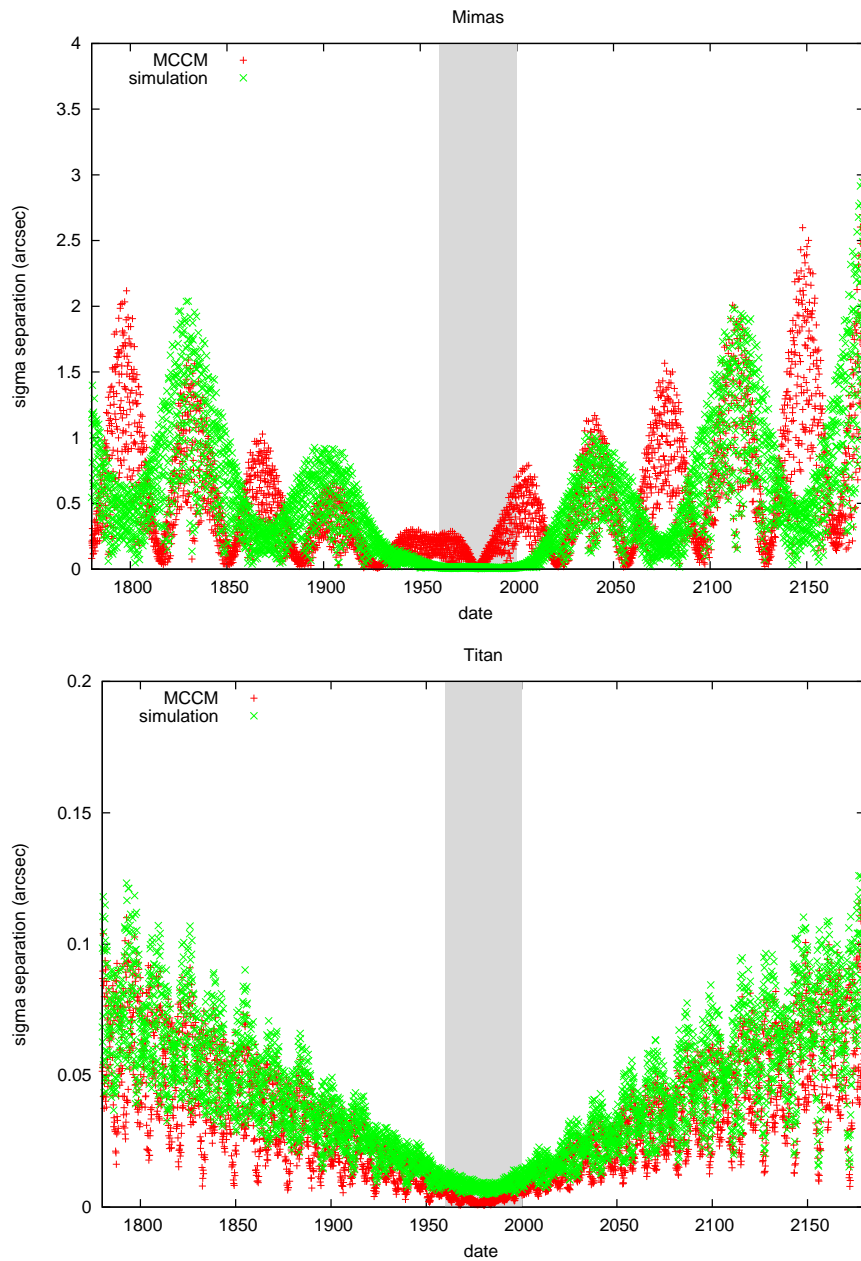 Mimas
4
3.5
3
2.5
2
1.5
1
0.5
0
sigma separation (arcsec)
MCCM
simulation
1800 1850 1900 1950 2000 2050 2100 2150
date
Titan
0.2
0.15
0.1
0.05
0
sigma separation (arcsec)
MCCM
simulation
1800 1850 1900 1950 2000 2050 2100 2150
date